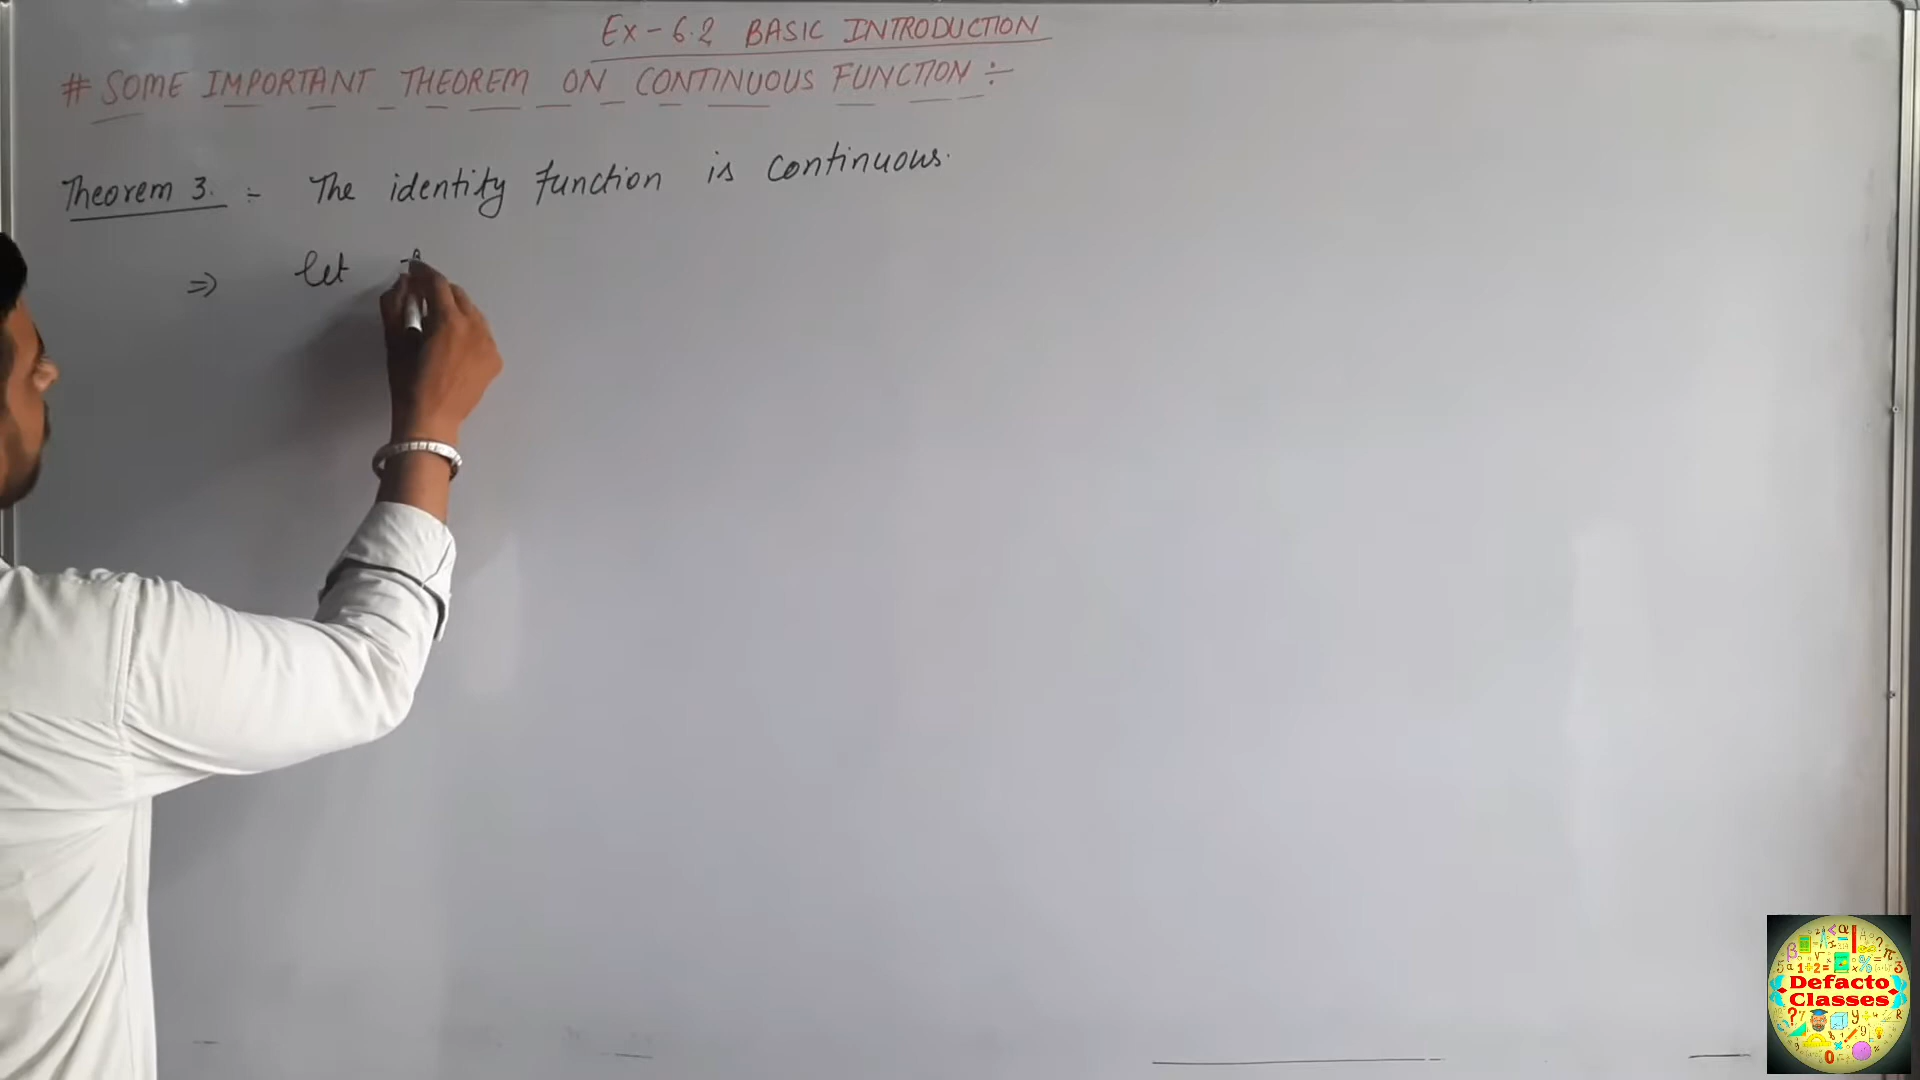 Ex - 6.2 BASIC INTRODUCTION
# SOME IMPORTANT THEOREM ON CONTINUOUS FUNCTION ÷
Theorem 3. :- The identity function is continuous.
⇒ let
Defacto
Classes